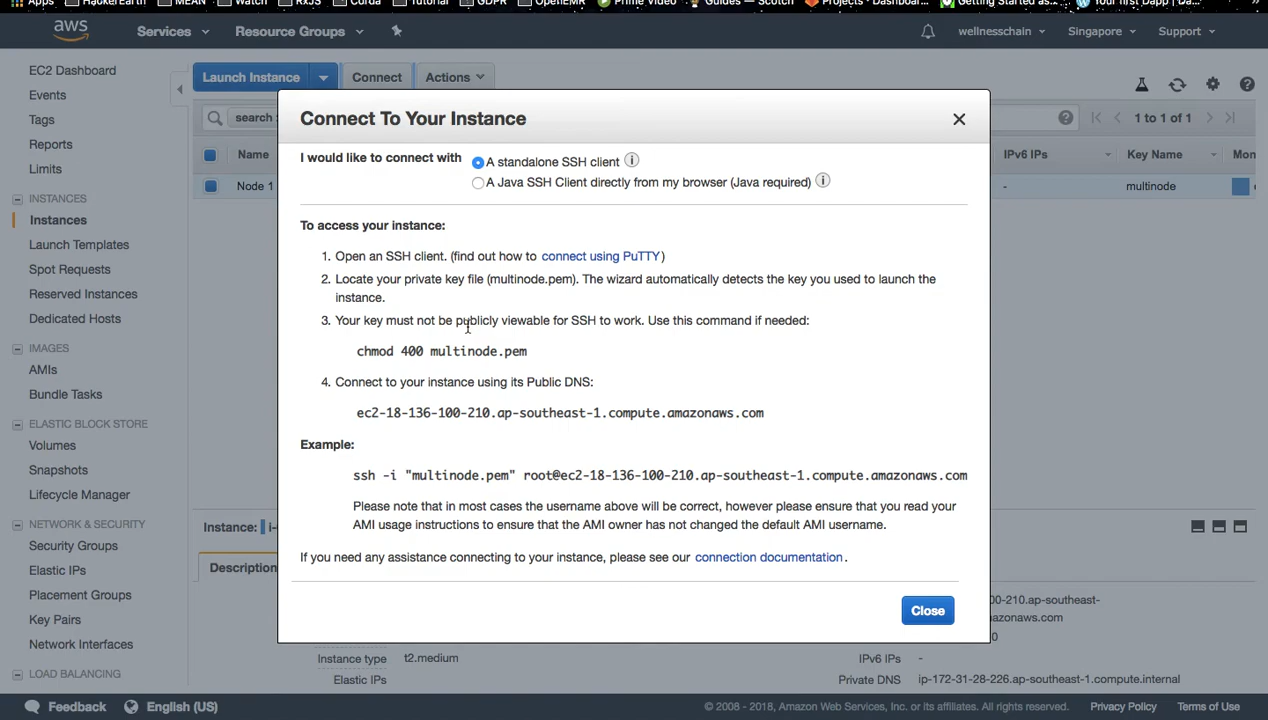 Apps HackerEarth MEAN Watch RxJS Corda Tutorial GDPR OpenEMR Prime Video Guides — Scotch Projects - Dashboar... Getting Started as... Your first Dapp | Da...
aws Services Resource Groups wellnesschain Singapore Support
EC2 Dashboard
Events
Tags
Reports
Limits
INSTANCES
Instances
Launch Templates
Spot Requests
Reserved Instances
Dedicated Hosts
IMAGES
AMIs
Bundle Tasks
ELASTIC BLOCK STORE
Volumes
Snapshots
Lifecycle Manager
NETWORK & SECURITY
Security Groups
Elastic IPs
Placement Groups
Key Pairs
Network Interfaces
LOAD BALANCING
Launch Instance Connect Actions
search : 1 to 1 of 1
Name IPv6 IPs Key Name Mon
Node 1 - multinode
Connect To Your Instance
I would like to connect with A standalone SSH client
A Java SSH Client directly from my browser (Java required)
To access your instance:
1. Open an SSH client. (find out how to connect using PuTTY)
2. Locate your private key file (multinode.pem). The wizard automatically detects the key you used to launch the
instance.
3. Your key must not be publicly viewable for SSH to work. Use this command if needed:
chmod 400 multinode.pem
4. Connect to your instance using its Public DNS:
ec2-18-136-100-210.ap-southeast-1.compute.amazonaws.com
Example:
ssh -i "multinode.pem" root@ec2-18-136-100-210.ap-southeast-1.compute.amazonaws.com
Please note that in most cases the username above will be correct, however please ensure that you read your
AMI usage instructions to ensure that the AMI owner has not changed the default AMI username.
If you need any assistance connecting to your instance, please see our connection documentation.
Close
Instance: i-
Description
00-210.ap-southeast-
azonaws.com
0
Instance type t2.medium IPv6 IPs -
Elastic IPs Private DNS ip-172-31-28-226.ap-southeast-1.compute.internal
Feedback English (US) © 2008 - 2018, Amazon Web Services, Inc. or its affiliates. All rights reserved. Privacy Policy Terms of Use